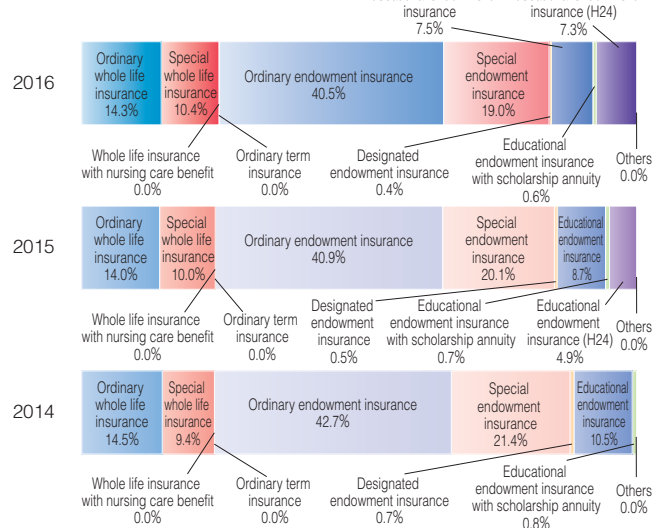 insurance
7.5%
insurance (H24)
7.3%
2016
Ordinary
whole life
insurance
14.3%
Special
whole life
insurance
10.4%
Ordinary endowment insurance
40.5%
Special
endowment
insurance
19.0%
Whole life insurance
with nursing care benefit
0.0%
Ordinary term
insurance
0.0%
Designated
endowment insurance
0.4%
Educational
endowment insurance
with scholarship annuity
0.6%
Others
0.0%
2015
Ordinary
whole life
insurance
14.0%
Special
whole life
insurance
10.0%
Ordinary endowment insurance
40.9%
Special
endowment
insurance
20.1%
Educational
endowment
insurance
8.7%
Whole life insurance
with nursing care benefit
0.0%
Ordinary term
insurance
0.0%
Designated
endowment
insurance
0.5%
Educational
endowment insurance
with scholarship annuity
0.7%
Educational
endowment
insurance (H24)
4.9%
Others
0.0%
2014
Ordinary
whole life
insurance
14.5%
Special
whole life
insurance
9.4%
Ordinary endowment insurance
42.7%
Special
endowment
insurance
21.4%
Educational
endowment
insurance
10.5%
Whole life insurance
with nursing care benefit
0.0%
Ordinary term
insurance
0.0%
Designated
endowment insurance
0.7%
Educational
endowment insurance
with scholarship annuity
0.8%
Others
0.0%